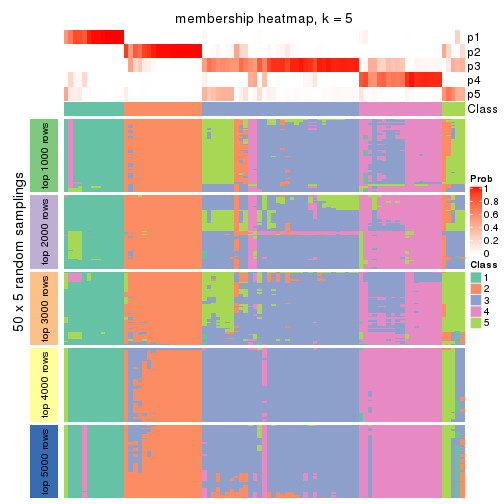 membership heatmap, k = 5
p1
p2
p3
p4
p5
Class
50 x 5 random samplings
top 1000 rows
top 2000 rows
top 3000 rows
top 4000 rows
top 5000 rows
Prob
1
0.8
0.6
0.4
0.2
0
Class
1
2
3
4
5